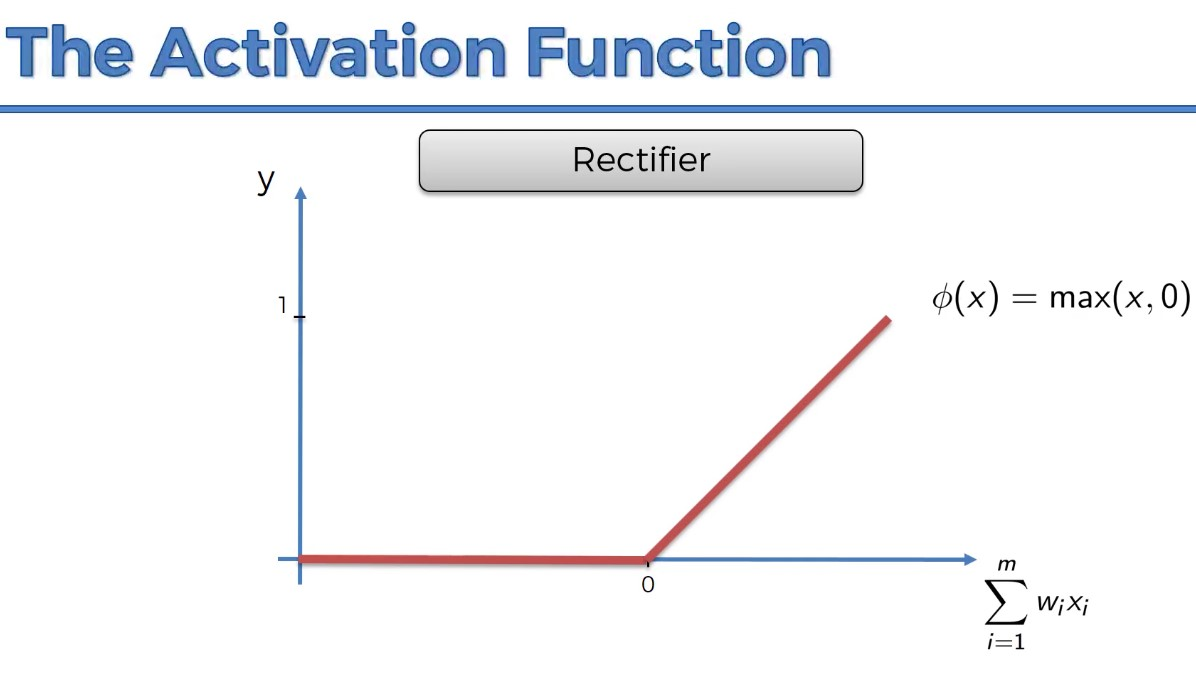 The Activation Function
Rectifier
y
1
ϕ(x) = max(x, 0)
0
m
∑ wᵢxᵢ
i=1